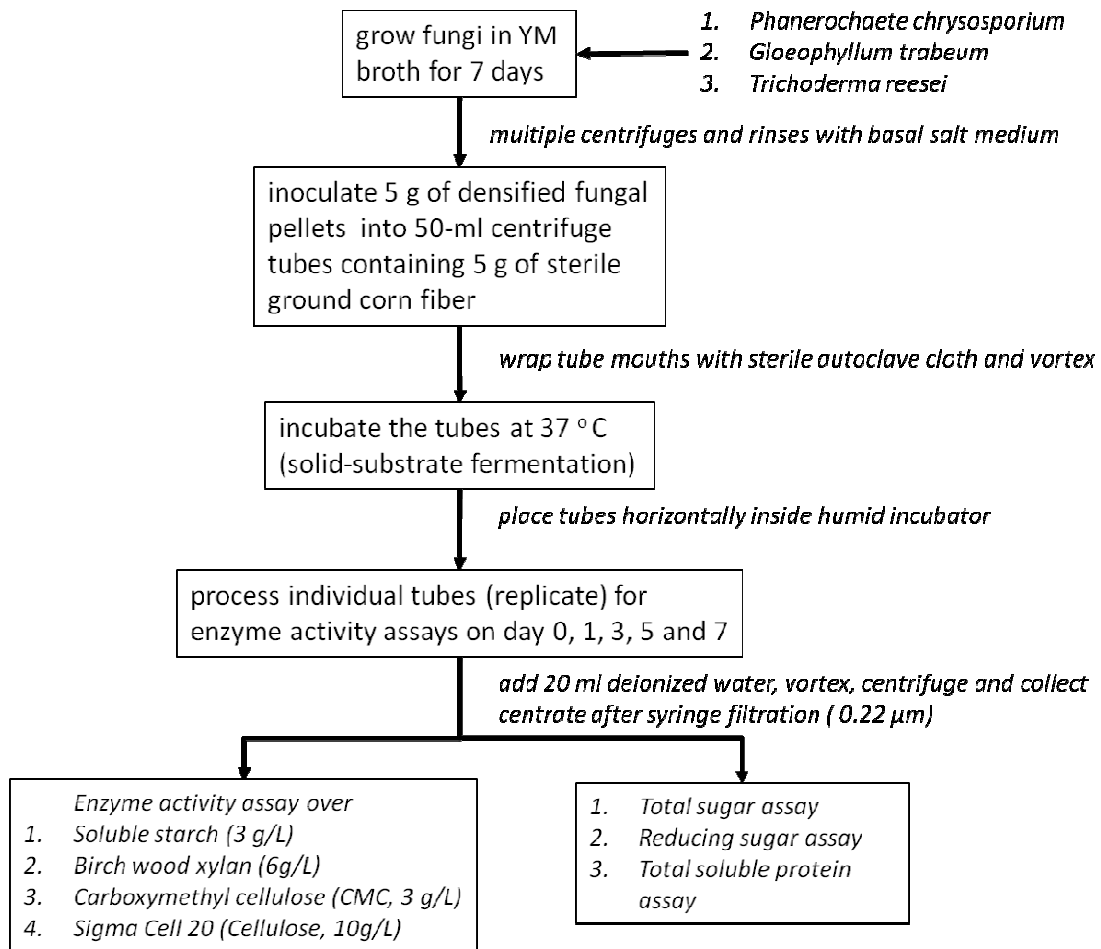 grow fungi in YM
broth for 7 days
1. Phanerochaete chrysosporium
2. Gloeophyllum trabeum
3. Trichoderma reesei
multiple centrifuges and rinses with basal salt medium
inoculate 5 g of densified fungal
pellets into 50-ml centrifuge
tubes containing 5 g of sterile
ground corn fiber
wrap tube mouths with sterile autoclave cloth and vortex
incubate the tubes at 37 °C
(solid-substrate fermentation)
place tubes horizontally inside humid incubator
process individual tubes (replicate) for
enzyme activity assays on day 0, 1, 3, 5 and 7
add 20 ml deionized water, vortex, centrifuge and collect
centrate after syringe filtration ( 0.22 μm)
Enzyme activity assay over
1. Soluble starch (3 g/L)
2. Birch wood xylan (6g/L)
3. Carboxymethyl cellulose (CMC, 3 g/L)
4. Sigma Cell 20 (Cellulose, 10g/L)
1. Total sugar assay
2. Reducing sugar assay
3. Total soluble protein
assay